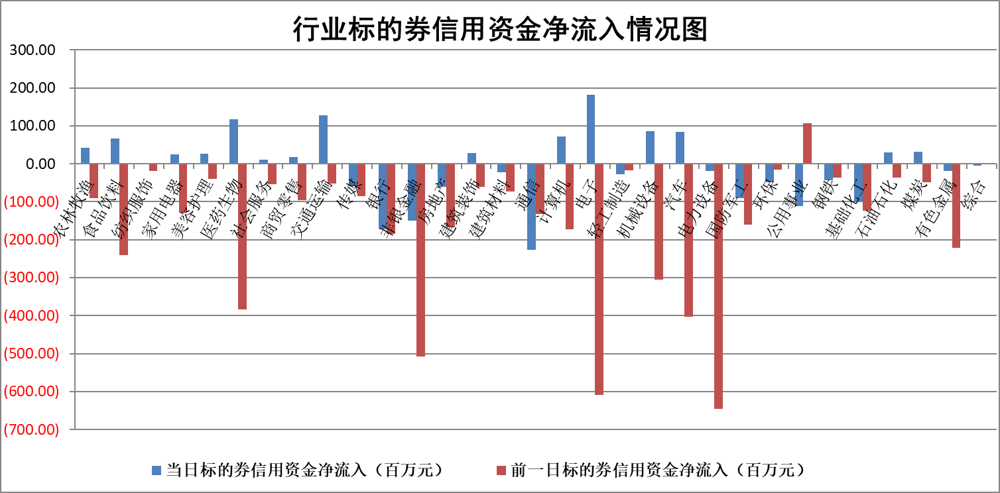 行业标的券信用资金净流入情况图
300.00
200.00
100.00
0.00
(100.00)
(200.00)
(300.00)
(400.00)
(500.00)
(600.00)
(700.00)
农林牧渔
食品饮料
纺织服饰
家用电器
美容护理
医药生物
社会服务
商贸零售
交通运输
传媒
银行
非银金融
房地产
建筑装饰
建筑材料
通信
计算机
电子
轻工制造
机械设备
汽车
电力设备
国防军工
环保
公用事业
钢铁
基础化工
石油石化
煤炭
有色金属
综合
当日标的券信用资金净流入（百万元）
前一日标的券信用资金净流入（百万元）